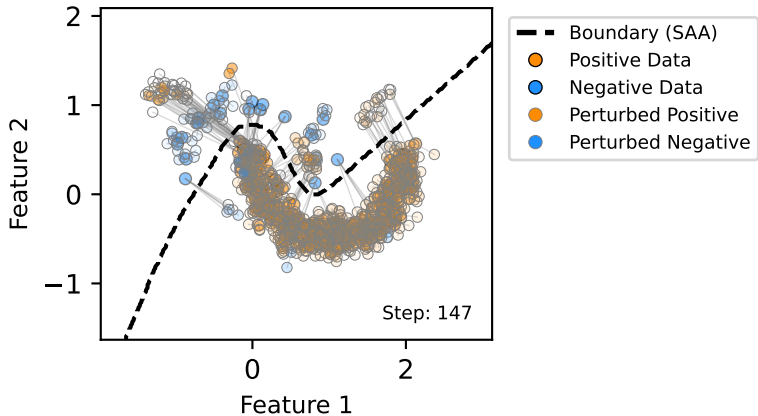 2
1
0
−1
Feature 2
0
2
Feature 1
Step: 147
Boundary (SAA)
Positive Data
Negative Data
Perturbed Positive
Perturbed Negative